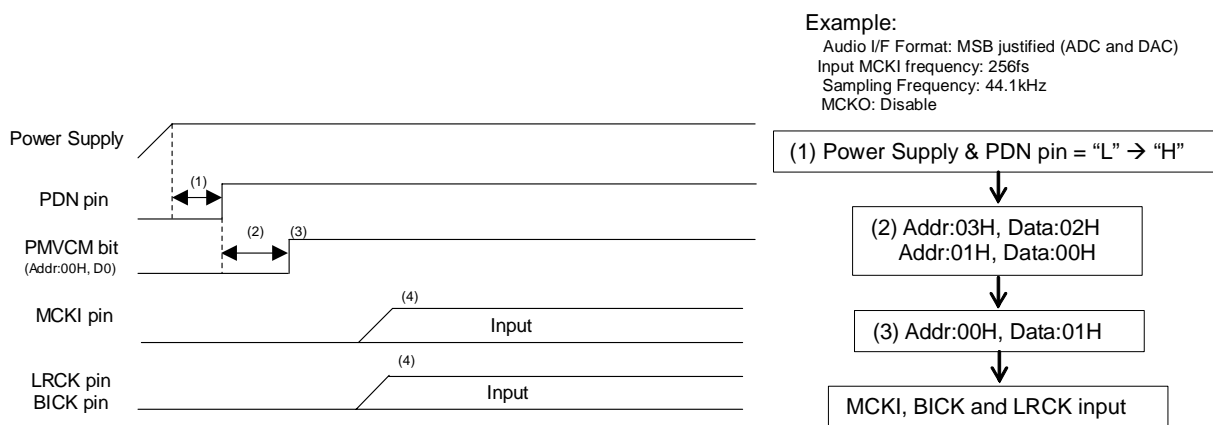 Example:
Audio I/F Format: MSB justified (ADC and DAC)
Input MCKI frequency: 256fs
Sampling Frequency: 44.1kHz
MCKO: Disable
Power Supply
(1)
PDN pin
(2)
(3)
PMVCM bit
(Addr:00H, D0)
(4)
MCKI pin
Input
(4)
LRCK pin
BICK pin
Input
(1) Power Supply & PDN pin = “L” → “H”
(2) Addr:03H, Data:02H
Addr:01H, Data:00H
(3) Addr:00H, Data:01H
MCKI, BICK and LRCK input